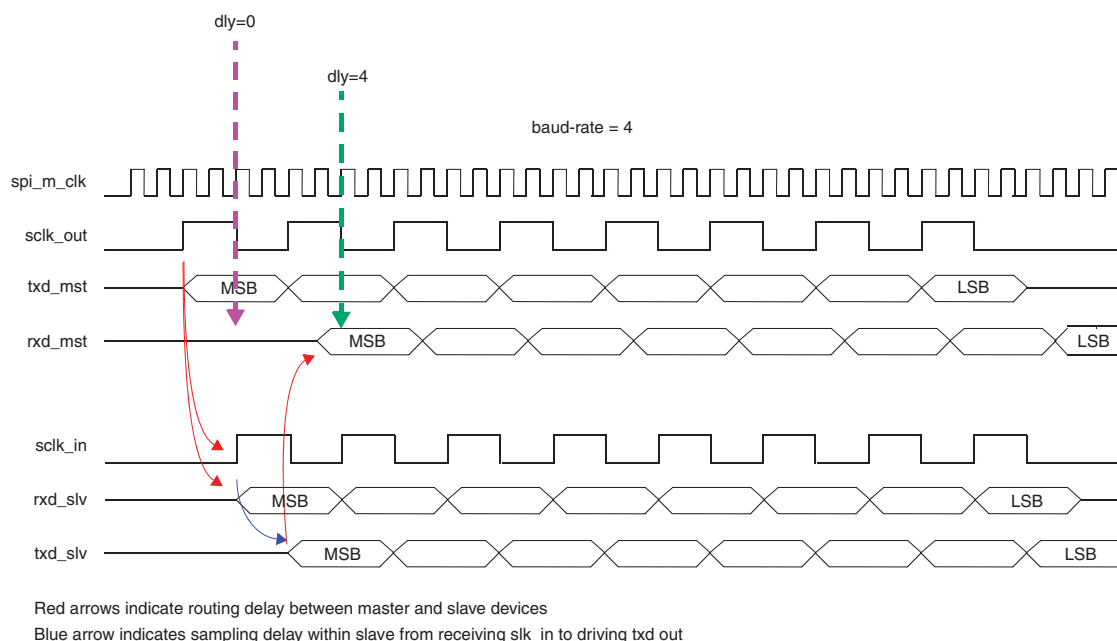 dly=0
dly=4
baud-rate = 4
spi_m_clk
sclk_out
txd_mst
MSB
LSB
rxd_mst
MSB
LSB
sclk_in
rxd_slv
MSB
LSB
txd_slv
MSB
LSB
Red arrows indicate routing delay between master and slave devices
Blue arrow indicates sampling delay within slave from receiving slk_in to driving txd out